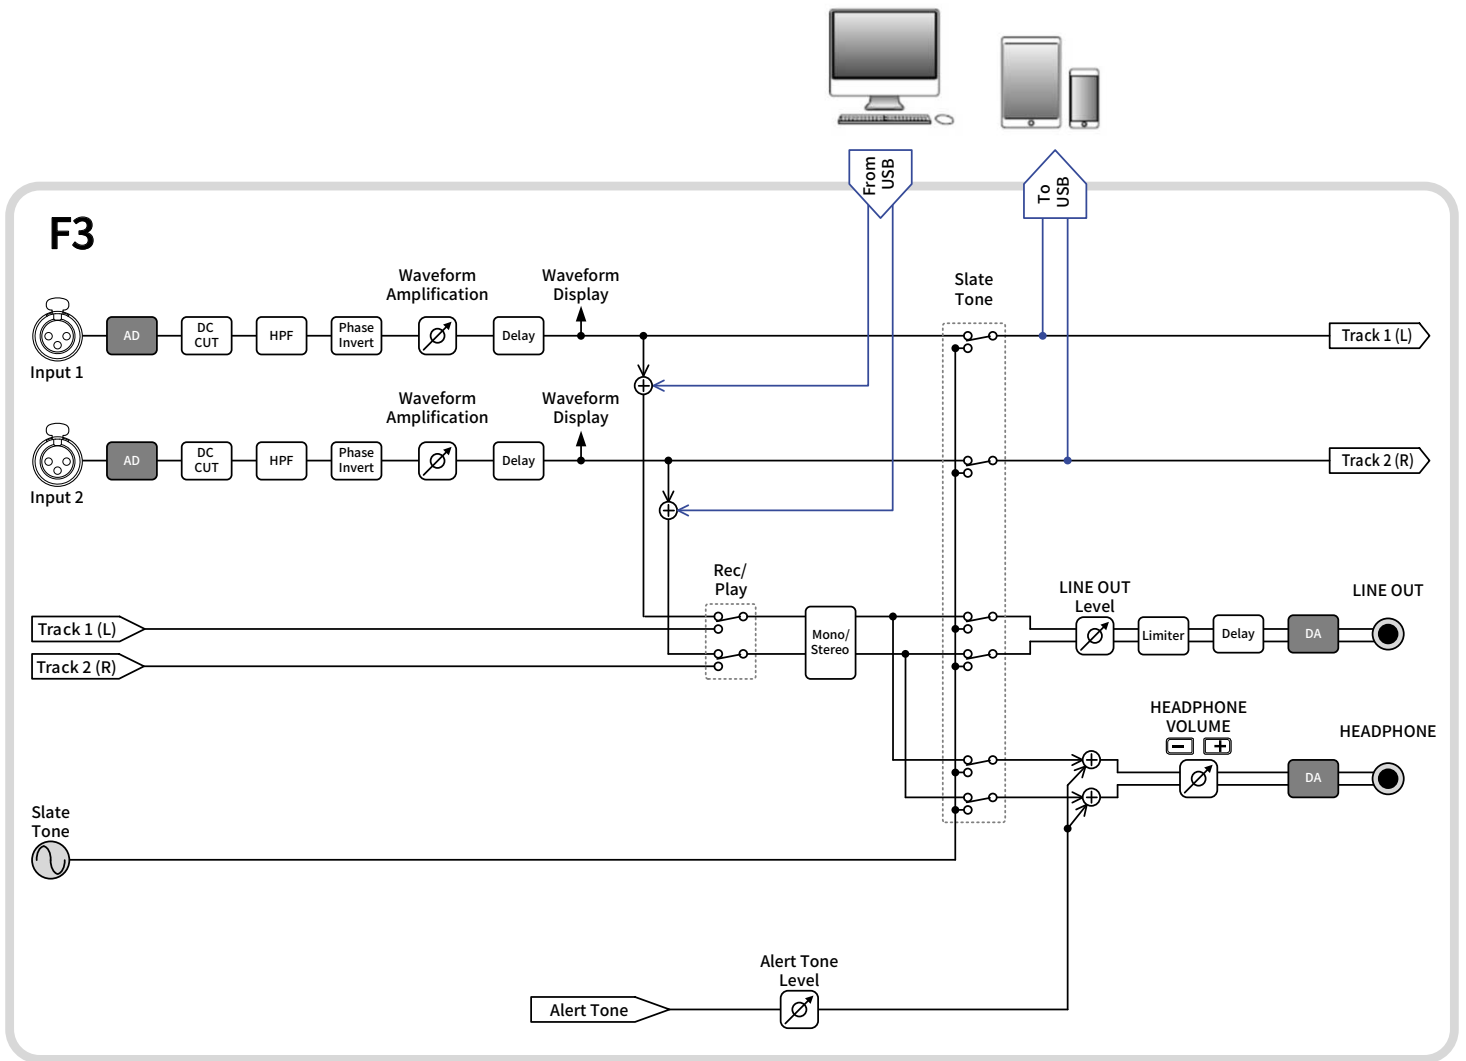 From
USB
To
USB
F3
Waveform
Amplification
Waveform
Display
Slate
Tone
AD
DC
CUT
HPF
Phase
Invert
Delay
Track 1 (L)
Input 1
Waveform
Amplification
Waveform
Display
AD
DC
CUT
HPF
Phase
Invert
Delay
Track 2 (R)
Input 2
Rec/
Play
LINE OUT
Level
LINE OUT
Track 1 (L)
Mono/
Stereo
Limiter
Delay
DA
Track 2 (R)
HEADPHONE
VOLUME
HEADPHONE
DA
Slate
Tone
Alert Tone
Level
Alert Tone